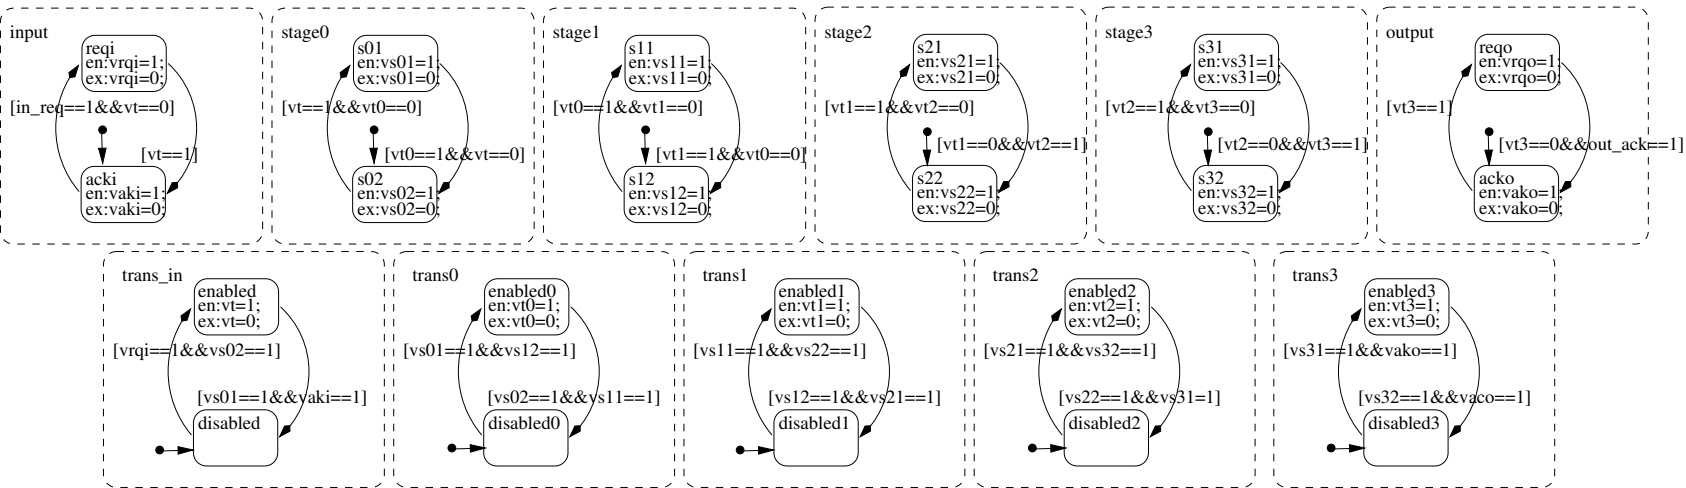 input
reqi
en:vrqi=1;
ex:vrqi=0;
[in_req==1&&vt==0]
[vt==1]
acki
en:vaki=1;
ex:vaki=0;
stage0
s01
en:vs01=1;
ex:vs01=0;
[vt==1&&vt0==0]
[vt0==1&&vt==0]
s02
en:vs02=1;
ex:vs02=0;
stage1
s11
en:vs11=1;
ex:vs11=0;
[vt0==1&&vt1==0]
[vt1==1&&vt0==0]
s12
en:vs12=1;
ex:vs12=0;
stage2
s21
en:vs21=1;
ex:vs21=0;
[vt1==1&&vt2==0]
[vt1==0&&vt2==1]
s22
en:vs22=1;
ex:vs22=0;
stage3
s31
en:vs31=1;
ex:vs31=0;
[vt2==1&&vt3==0]
[vt2==0&&vt3==1]
s32
en:vs32=1;
ex:vs32=0;
output
reqo
en:vrqo=1;
ex:vrqo=0;
[vt3==1]
[vt3==0&&out_ack==1]
acko
en:vako=1;
ex:vako=0;
trans_in
enabled
en:vt=1;
ex:vt=0;
[vrqi==1&&vs02==1]
[vs01==1&&vaki==1]
disabled
trans0
enabled0
en:vt0=1;
ex:vt0=0;
[vs01==1&&vs12==1]
[vs02==1&&vs11==1]
disabled0
trans1
enabled1
en:vt1=1;
ex:vt1=0;
[vs11==1&&vs22==1]
[vs12==1&&vs21==1]
disabled1
trans2
enabled2
en:vt2=1;
ex:vt2=0;
[vs21==1&&vs32==1]
[vs22==1&&vs31=1]
disabled2
trans3
enabled3
en:vt3=1;
ex:vt3=0;
[vs31==1&&vako==1]
[vs32==1&&vaco==1]
disabled3